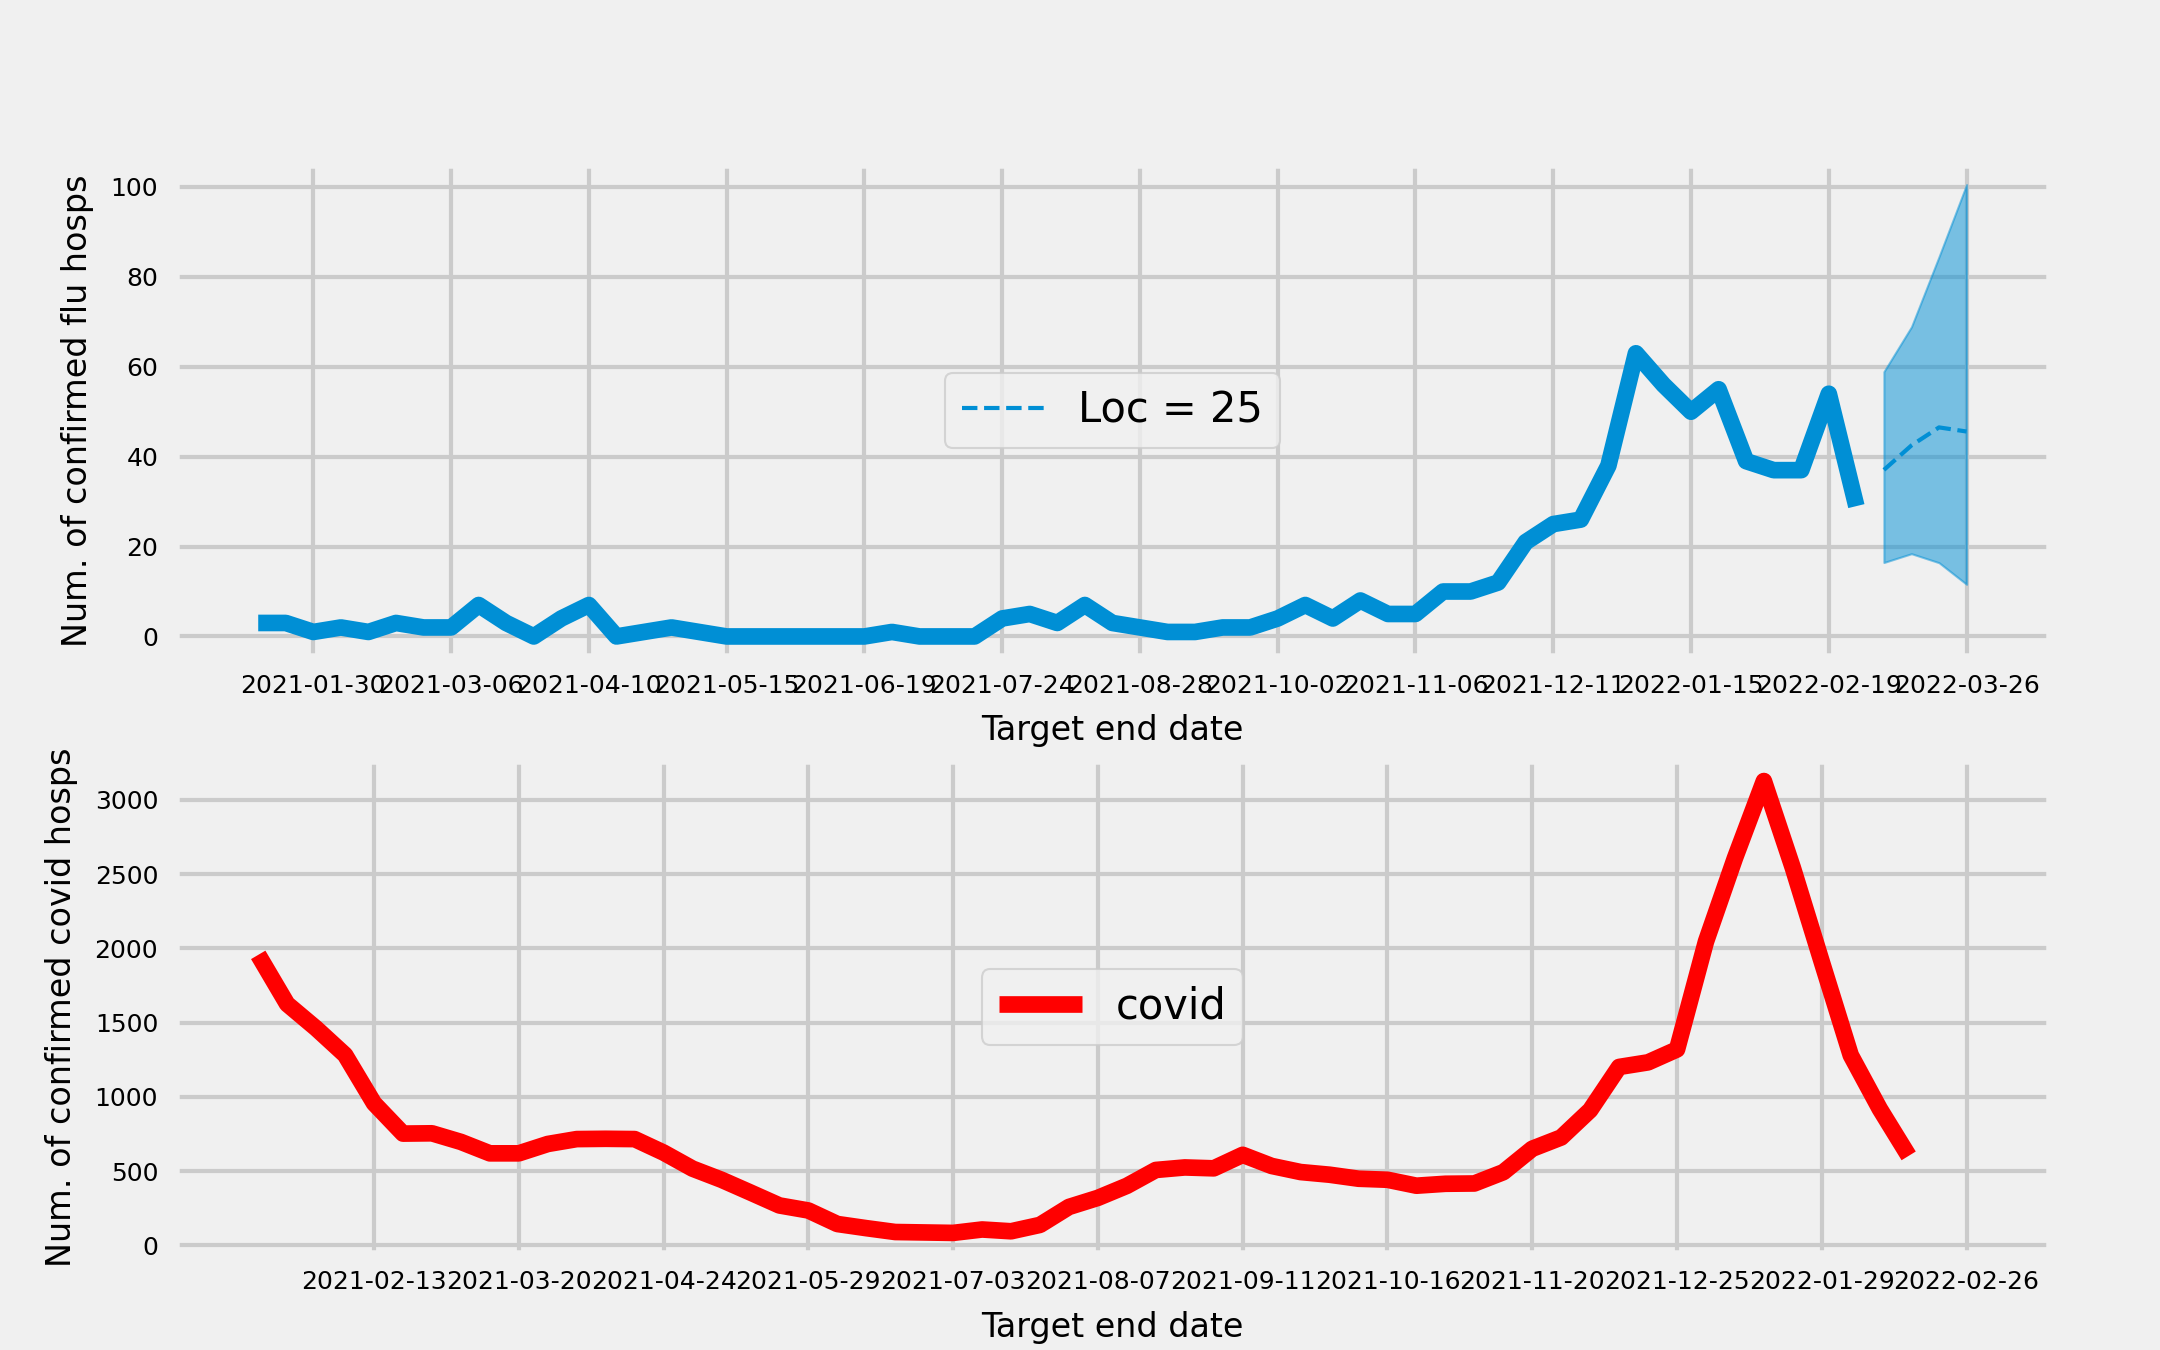 Num. of confirmed flu hosps
100
80
60
40
20
0
Loc = 25
2021-01-30 2021-03-06 2021-04-10 2021-05-15 2021-06-19 2021-07-24 2021-08-28 2021-10-02 2021-11-06 2021-12-11 2022-01-15 2022-02-19 2022-03-26
Target end date
Num. of confirmed covid hosps
3000
2500
2000
1500
1000
500
0
covid
2021-02-13 2021-03-20 2021-04-24 2021-05-29 2021-07-03 2021-08-07 2021-09-11 2021-10-16 2021-11-20 2021-12-25 2022-01-29 2022-02-26
Target end date